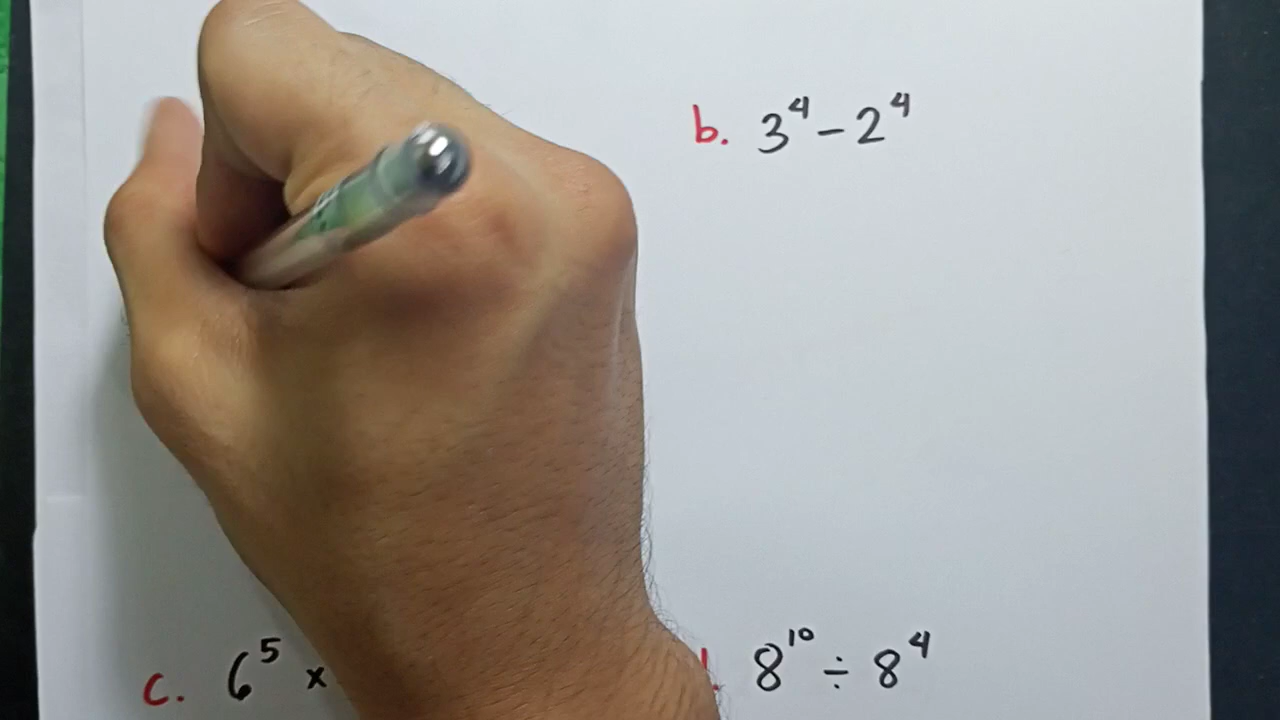 b. 3⁴ - 2⁴
c. 6⁵ x
8¹⁰ ÷ 8⁴